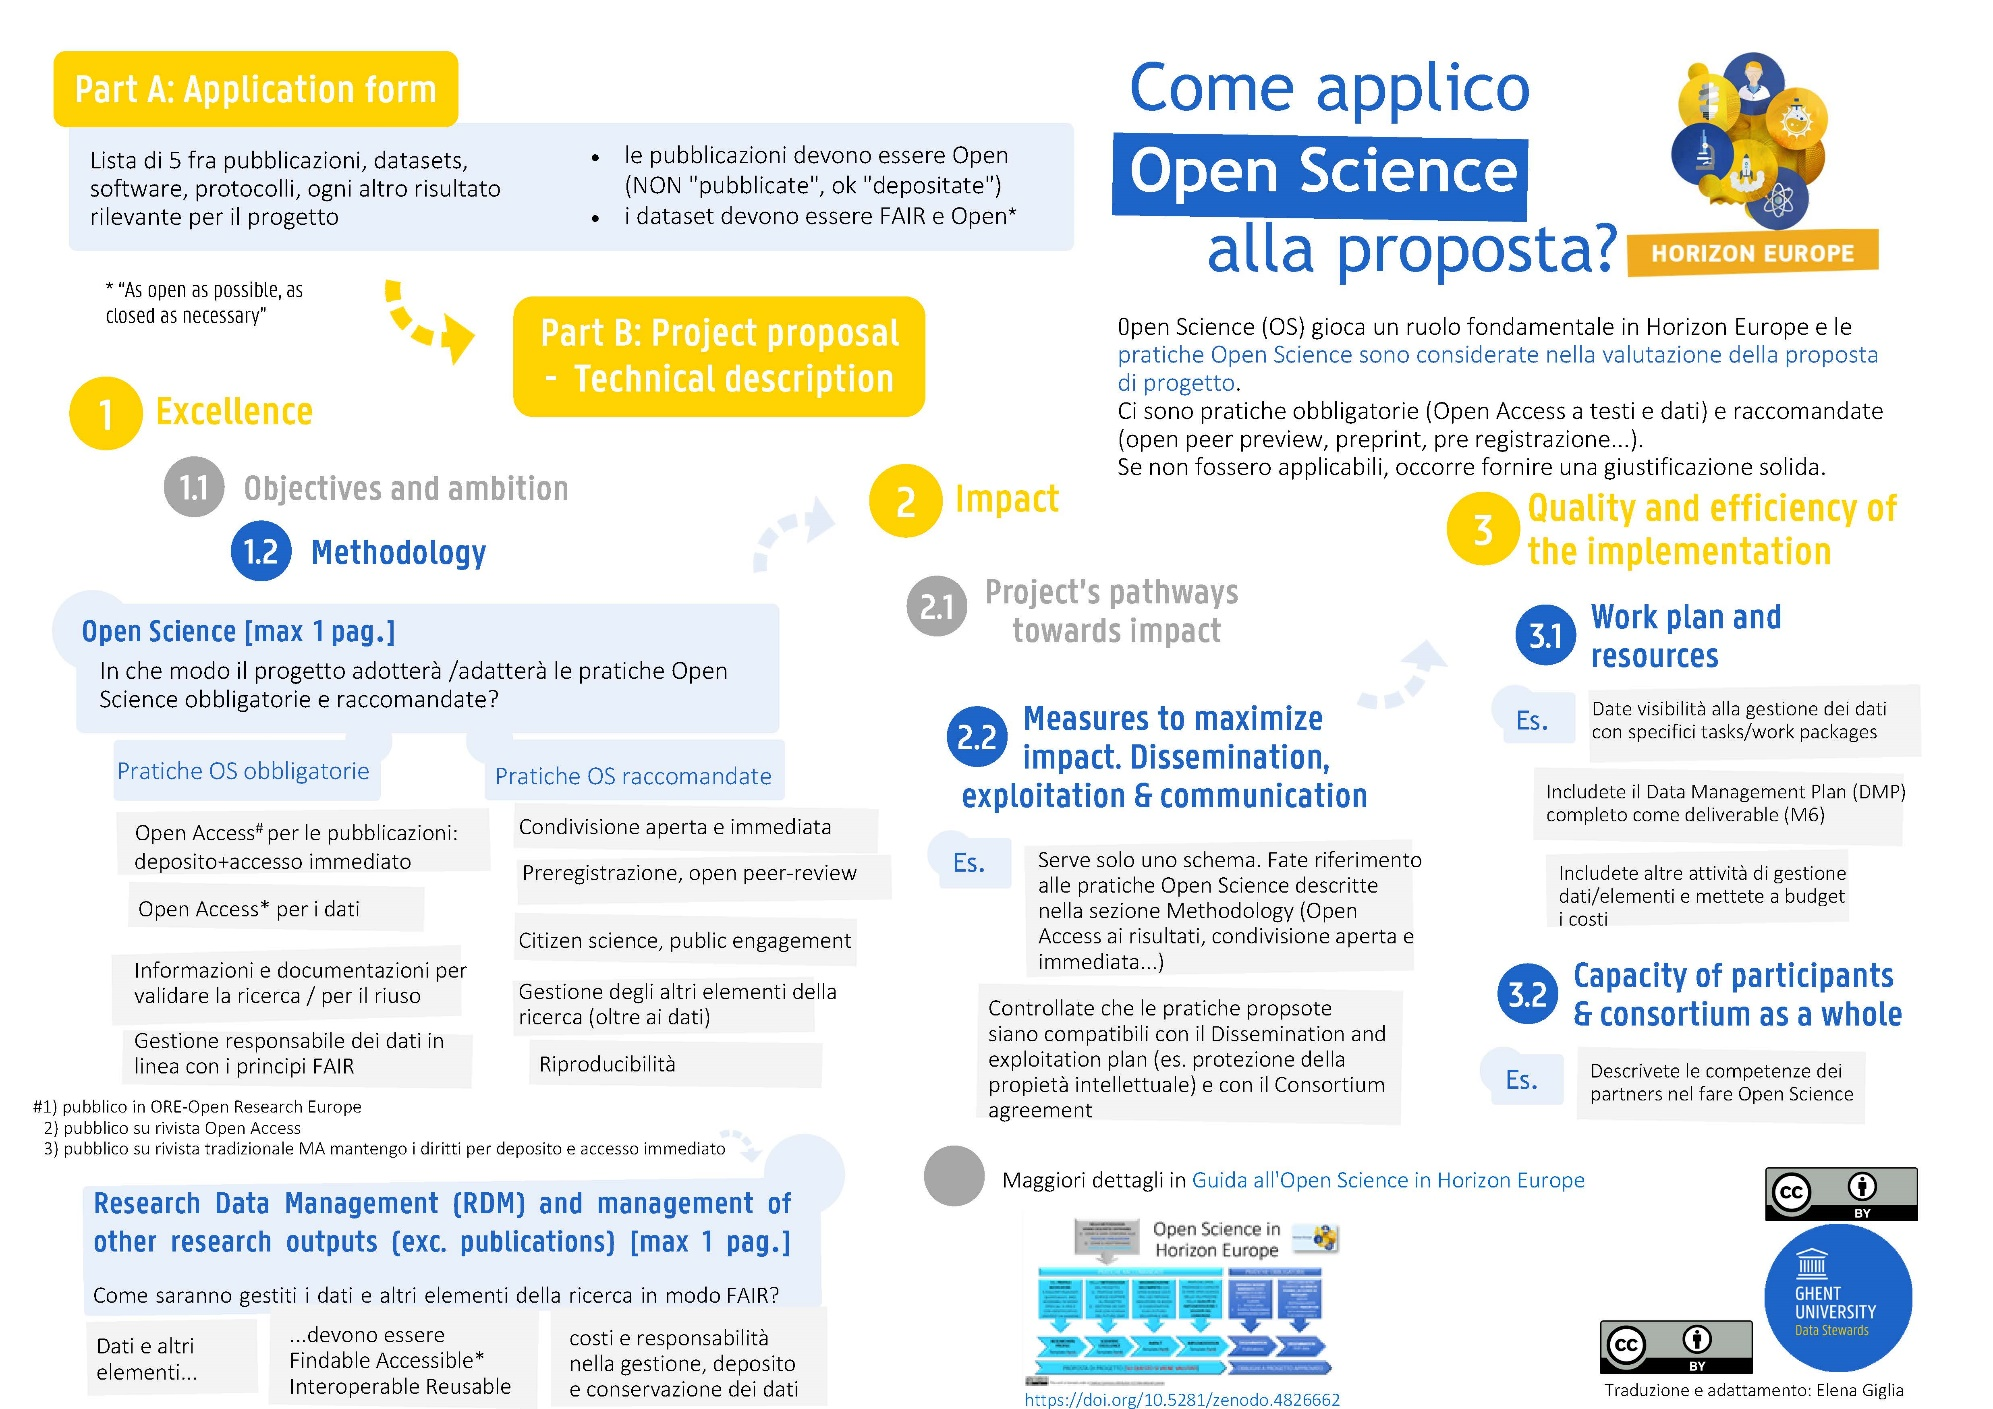 Part A: Application form
Lista di 5 fra pubblicazioni, datasets,
software, protocolli, ogni altro risultato
rilevante per il progetto
• le pubblicazioni devono essere Open
(NON "pubblicate", ok "depositate")
• i dataset devono essere FAIR e Open*
* “As open as possible, as
closed as necessary”
Come applico
Open Science
alla proposta?
HORIZON EUROPE
Open Science (OS) gioca un ruolo fondamentale in Horizon Europe e le
pratiche Open Science sono considerate nella valutazione della proposta
di progetto.
Ci sono pratiche obbligatorie (Open Access a testi e dati) e raccomandate
(open peer preview, preprint, pre registrazione...).
Se non fossero applicabili, occorre fornire una giustificazione solida.
Part B: Project proposal
- Technical description
1 Excellence
1.1 Objectives and ambition
1.2 Methodology
Open Science [max 1 pag.]
In che modo il progetto adotterà /adatterà le pratiche Open
Science obbligatorie e raccomandate?
Pratiche OS obbligatorie
Open Access# per le pubblicazioni:
deposito+accesso immediato
Open Access* per i dati
Informazioni e documentazioni per
validare la ricerca / per il riuso
Gestione responsabile dei dati in
linea con i principi FAIR
Pratiche OS raccomandate
Condivisione aperta e immediata
Preregistrazione, open peer-review
Citizen science, public engagement
Gestione degli altri elementi della
ricerca (oltre ai dati)
Riproducibilità
#1) pubblico in ORE-Open Research Europe
2) pubblico su rivista Open Access
3) pubblico su rivista tradizionale MA mantengo i diritti per deposito e accesso immediato
Research Data Management (RDM) and management of
other research outputs (exc. publications) [max 1 pag.]
Come saranno gestiti i dati e altri elementi della ricerca in modo FAIR?
Dati e altri
elementi...
...devono essere
Findable Accessible*
Interoperable Reusable
costi e responsabilità
nella gestione, deposito
e conservazione dei dati
2 Impact
2.1 Project's pathways
towards impact
2.2 Measures to maximize
impact. Dissemination,
exploitation & communication
Es.
Serve solo uno schema. Fate riferimento
alle pratiche Open Science descritte
nella sezione Methodology (Open
Access ai risultati, condivisione aperta e
immediata...)
Controllate che le pratiche propsote
siano compatibili con il Dissemination and
exploitation plan (es. protezione della
propietà intellettuale) e con il Consortium
agreement
3 Quality and efficiency of
the implementation
3.1 Work plan and
resources
Es.
Date visibilità alla gestione dei dati
con specifici tasks/work packages
Includete il Data Management Plan (DMP)
completo come deliverable (M6)
Includete altre attività di gestione
dati/elementi e mettete a budget
i costi
3.2 Capacity of participants
& consortium as a whole
Es.
Descrivete le competenze dei
partners nel fare Open Science
Maggiori dettagli in Guida all'Open Science in Horizon Europe
Open Science in
Horizon Europe
https://doi.org/10.5281/zenodo.4826662
cc BY
GHENT
UNIVERSITY
Data Stewards
cc BY
Traduzione e adattamento: Elena Giglia